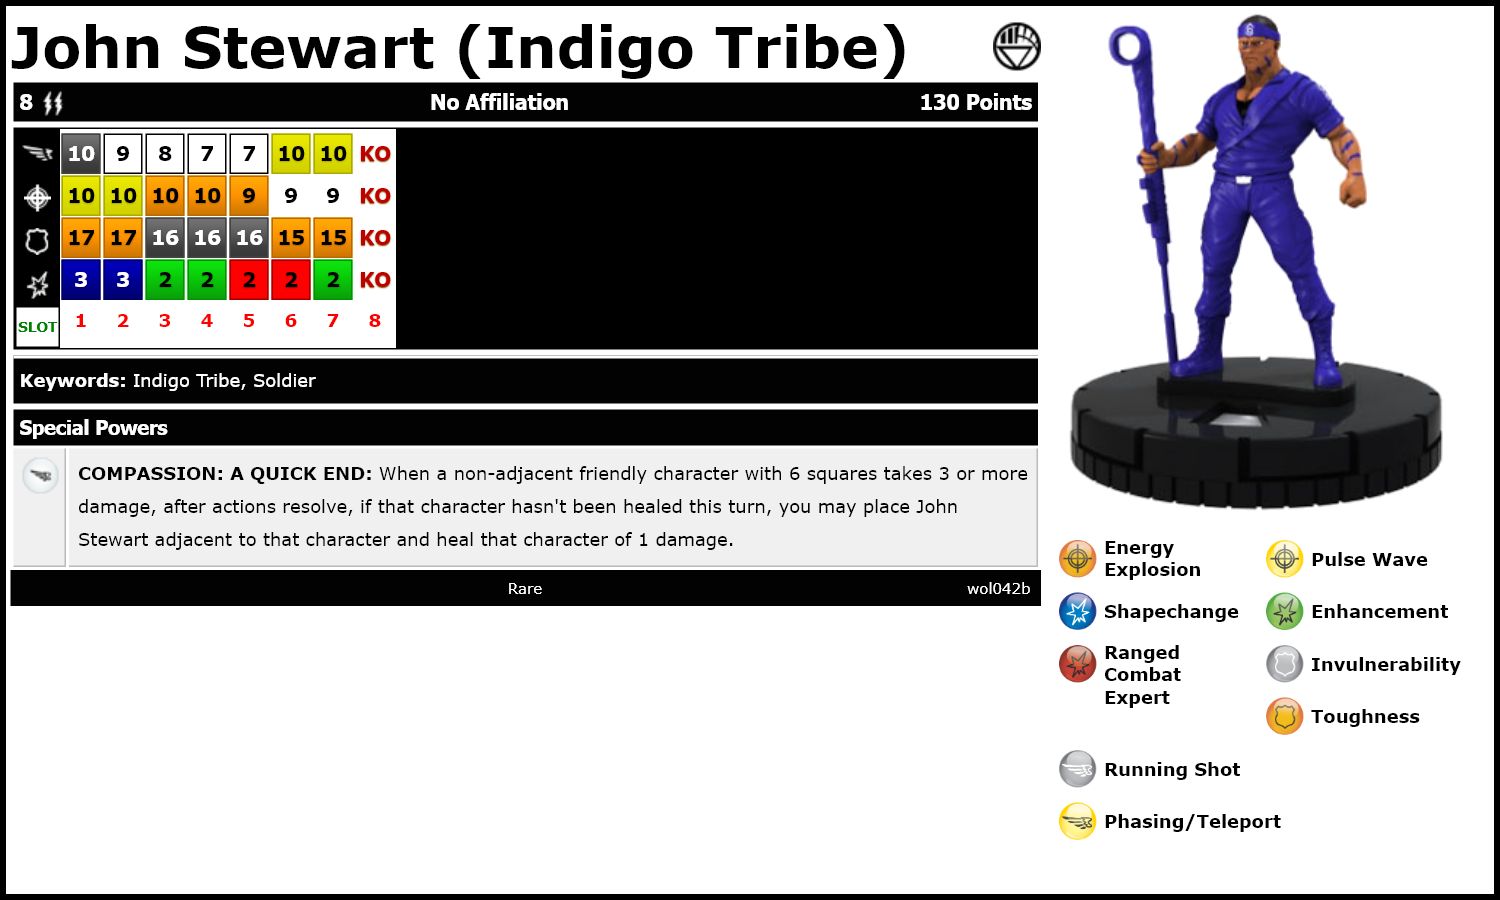 John Stewart (Indigo Tribe)
8 No Affiliation 130 Points
10 9 8 7 7 10 10 KO
10 10 10 10 9 9 9 KO
17 17 16 16 16 15 15 KO
3 3 2 2 2 2 2 KO
SLOT 1 2 3 4 5 6 7 8
Keywords: Indigo Tribe, Soldier
Special Powers
COMPASSION: A QUICK END: When a non-adjacent friendly character with 6 squares takes 3 or more
damage, after actions resolve, if that character hasn't been healed this turn, you may place John
Stewart adjacent to that character and heal that character of 1 damage.
Rare wol042b
6
Energy
Explosion
Pulse Wave
Shapechange
Enhancement
Ranged
Combat
Expert
Invulnerability
Toughness
Running Shot
Phasing/Teleport